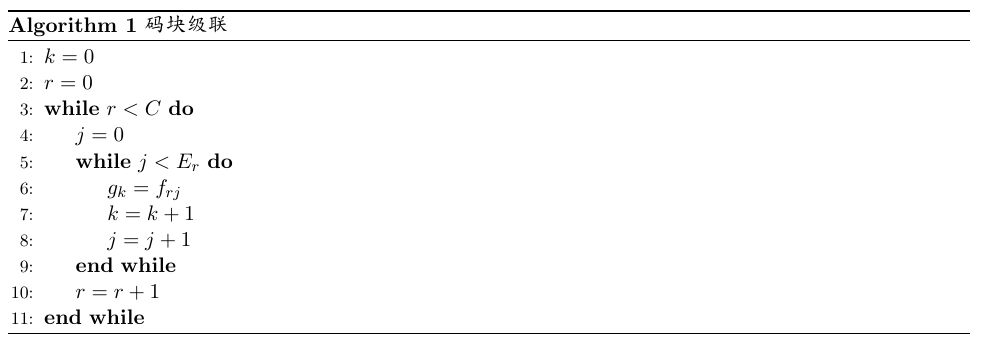 Algorithm 1 码块级联
1: k = 0
2: r = 0
3: while r < C do
4: j = 0
5: while j < E_r do
6: g_k = f_{rj}
7: k = k + 1
8: j = j + 1
9: end while
10: r = r + 1
11: end while